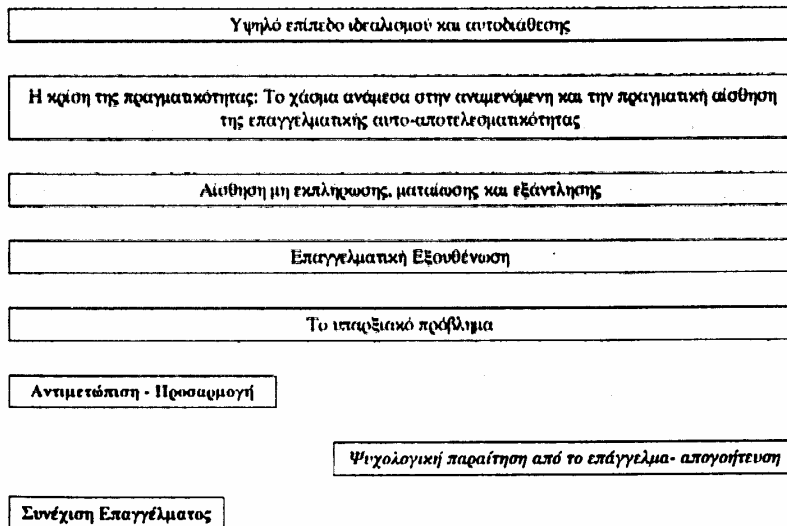 Υψηλό επίπεδο ιδεαλισμού και αυτοδιάθεσης
Η κρίση της πραγματικότητας: Το χάσμα ανάμεσα στην αναμενόμενη και την πραγματική αίσθηση
της επαγγελματικής αυτο-αποτελεσματικότητας
Αίσθηση μη εκπλήρωσης, ματαίωσης και εξάντλησης
Επαγγελματική Εξουθένωση
Το υπαρξιακό πρόβλημα
Αντιμετώπιση - Προσαρμογή
Ψυχολογική παραίτηση από το επάγγελμα- απογοήτευση
Συνέχιση Επαγγέλματος